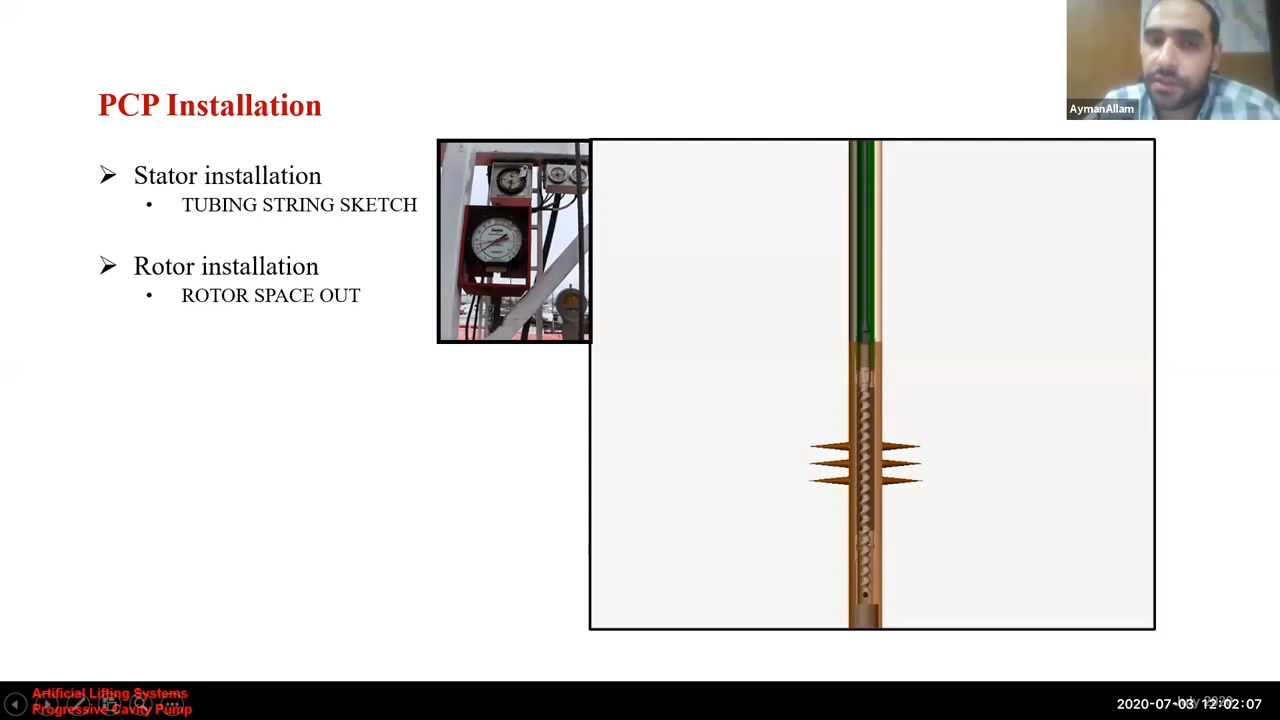 AymanAllam
PCP Installation
Stator installation
TUBING STRING SKETCH
Rotor installation
ROTOR SPACE OUT
Artificial Lifting Systems
Progressive Cavity Pump
2020-07-03 12:02:07